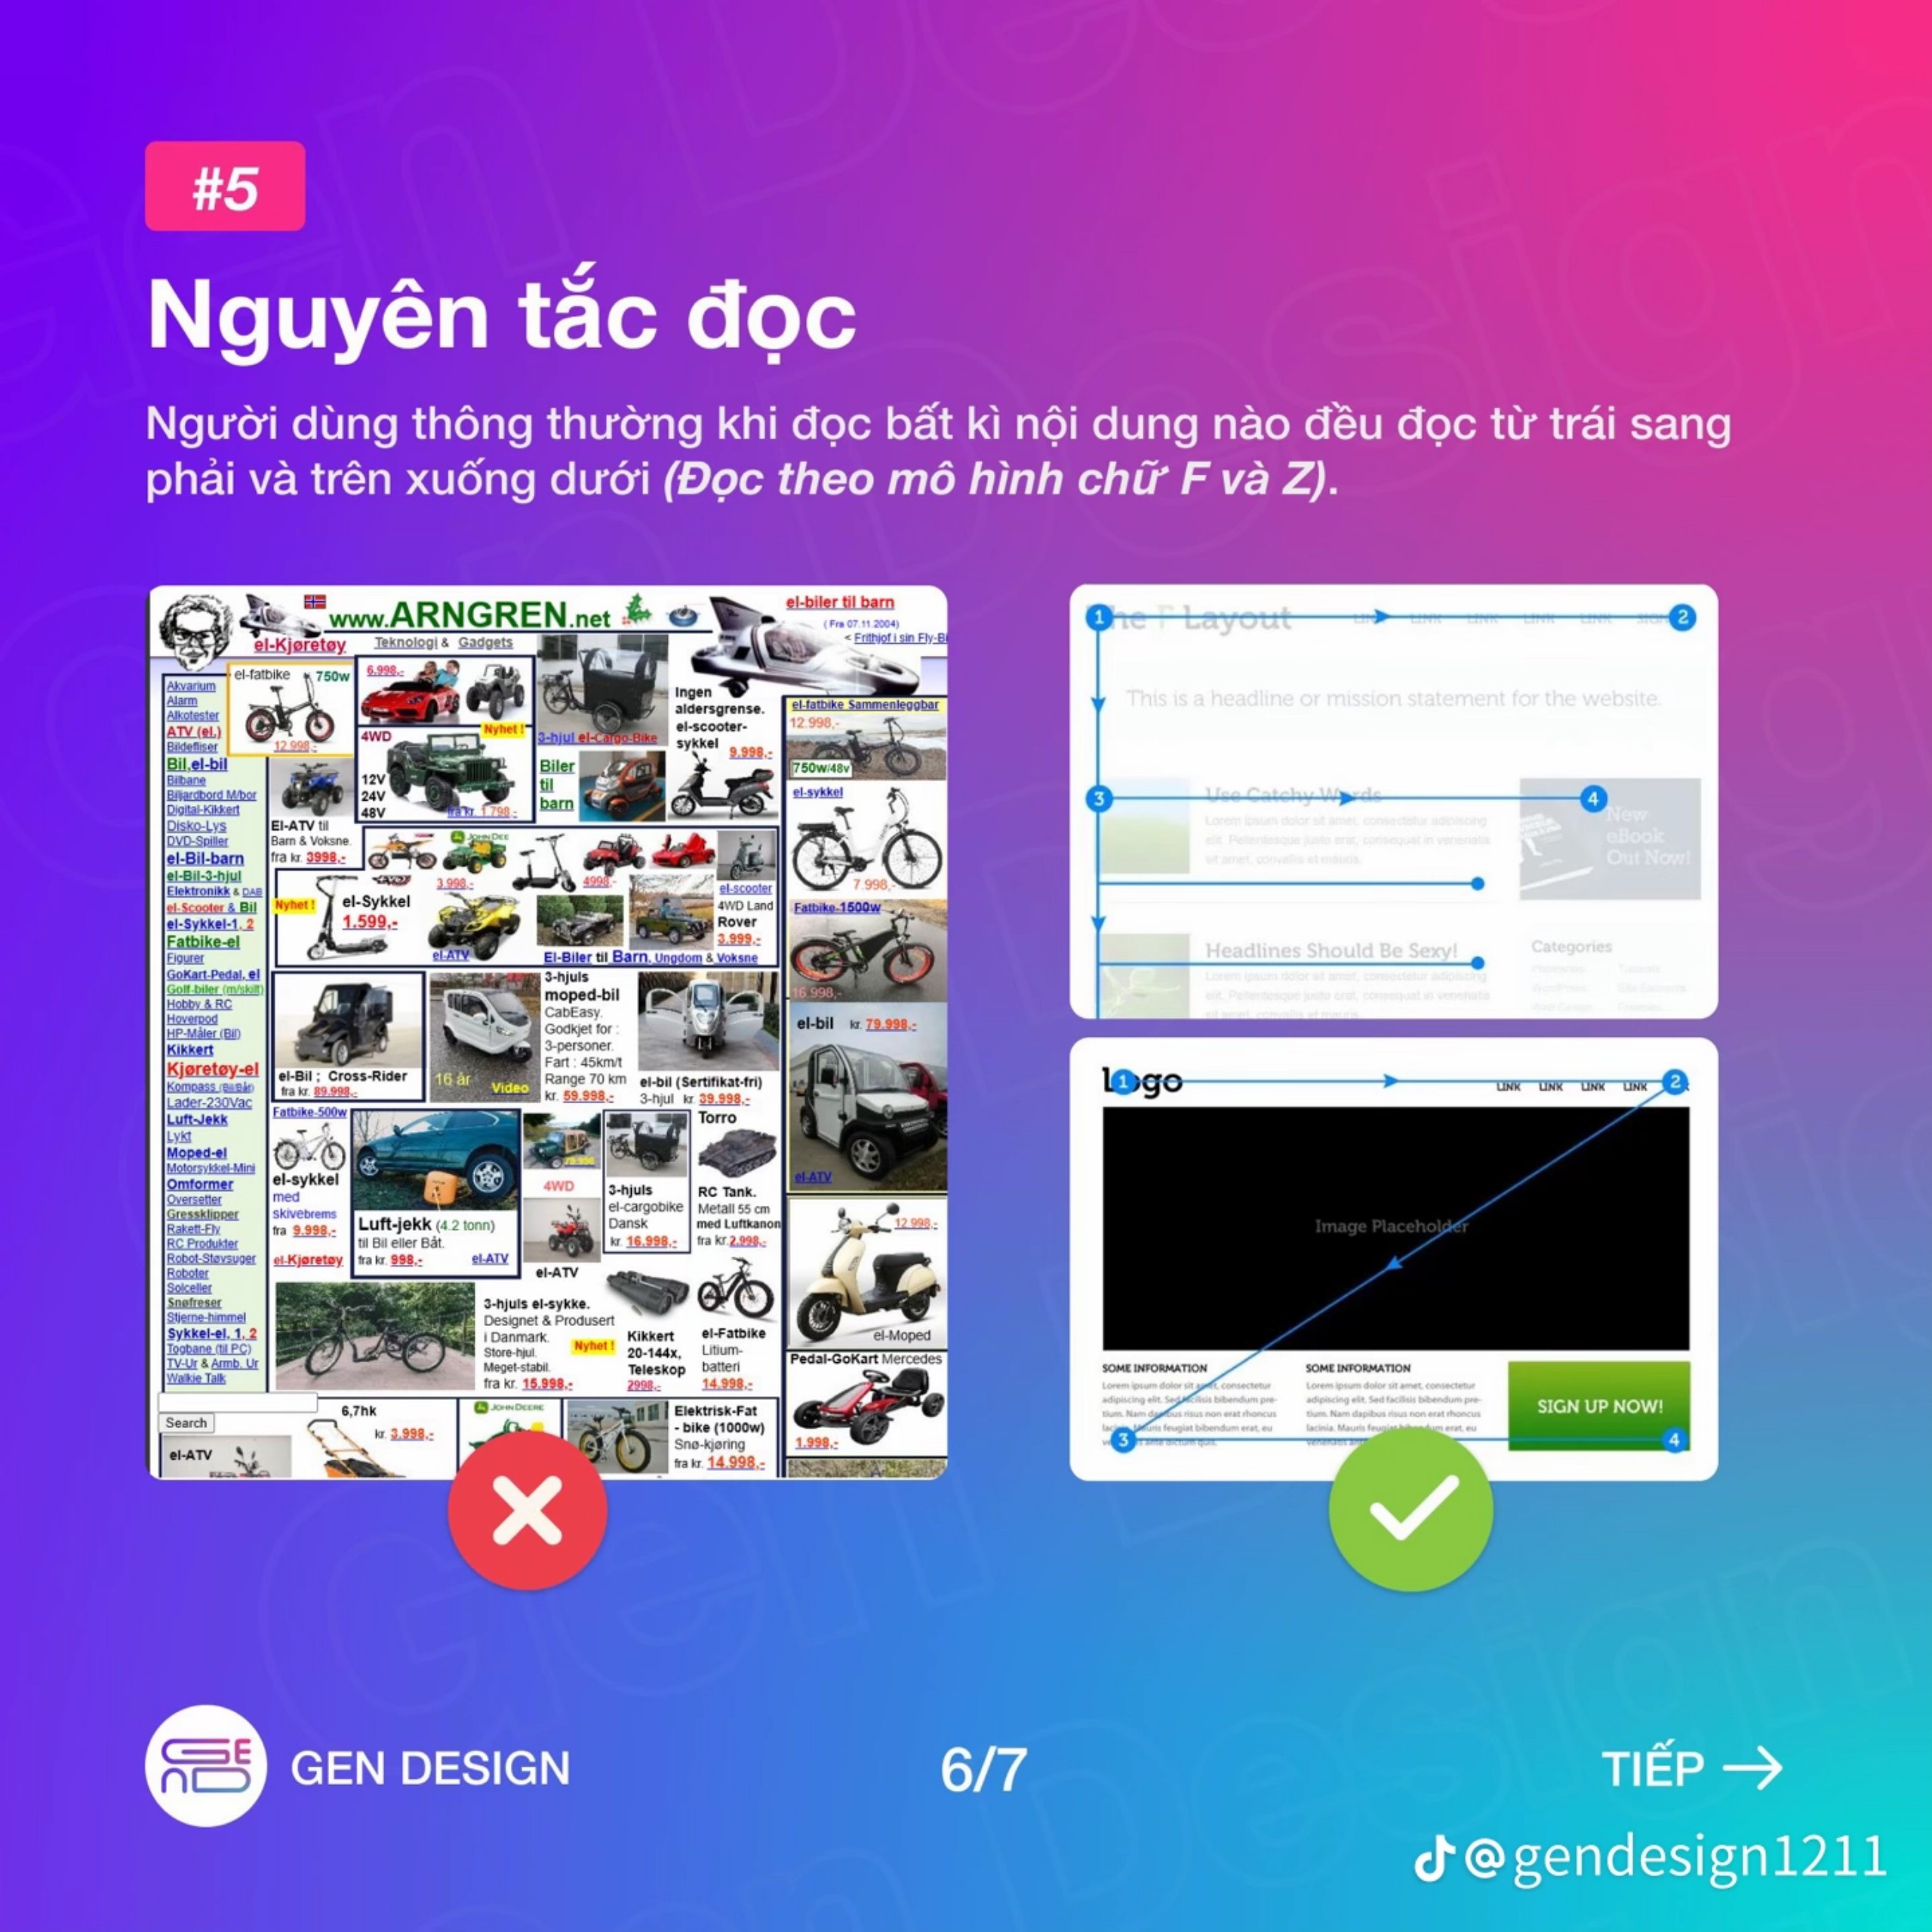 #5
Nguyên tắc đọc
Người dùng thông thường khi đọc bất kì nội dung nào đều đọc từ trái sang
phải và trên xuống dưới (Đọc theo mô hình chữ F và Z).
www.ARNGREN.net
el-Kjøretøy
Teknologi & Gadgets
el-biler til barn
( Fra 07.11.2004)
< Frithjof i sin Fly-Bi
Akvarium
Alarm
Alkotester
ATV (el.)
Bildefliser
Bil,el-bil
Bilbane
Biljardbord M/bor
Digital-Kikkert
Disko-Lys
DVD-Spiller
el-Bil-barn
el-Bil-3-hjul
Elektronikk & DAB
el-Scooter & Bil
el-Sykkel-1, 2
Fatbike-el
Figurer
GoKart-Pedal, el
Golf-biler (m/skilt)
Hobby & RC
Hoverpod
HP-Måler (Bil)
Kikkert
Kjøretøy-el
Kompass (Bil/Båt)
Lader-230Vac
Luft-Jekk
Lykt
Moped-el
Motorsykkel-Mini
Omformer
Oversetter
Gressklipper
Rakett-Fly
RC Produkter
Robot-Støvsuger
Roboter
Solceller
Snøfreser
Stjerne-himmel
Sykkel-el, 1, 2
Togbane (til PC)
TV-Ur & Armb. Ur
Walkie Talk
Search
el-ATV
el-fatbike 750w
12.998,-
6.998,-
4WD
Nyhet !
12V
24V
48V
fra kr. 1.798,-
3-hjul el-Cargo-Bike
Biler
til
barn
Ingen
aldersgrense.
el-scooter-
sykkel
9.998,-
el-fatbike Sammenleggbar
12.998,-
750w/48v
el-sykkel
7.998,-
El-ATV til
Barn & Voksne.
fra kr. 3998,-
JOHN DEE
3.998,-
4998,-
el-scooter
Nyhet !
el-Sykkel
1.599,-
el-ATV
4WD Land
Rover
3.999,-
El-Biler til Barn, Ungdom & Voksne
Fatbike-1500w
16.998,-
el-Bil ; Cross-Rider
fra kr. 89.998,-
16 år
Video
3-hjuls
moped-bil
CabEasy.
Godkjet for :
3-personer.
Fart : 45km/t
Range 70 km
kr. 59.998,-
el-bil (Sertifikat-fri)
3-hjul kr. 39.998,-
el-bil kr. 79.998,-
el-ATV
Fatbike-500w
el-sykkel
med
skivebrems
fra 9.998,-
el-Kjøretøy
Luft-jekk (4.2 tonn)
til Bil eller Båt.
fra kr. 998,-
el-ATV
4WD
el-ATV
3-hjuls
el-cargobike
Dansk
kr. 16.998,-
Torro
RC Tank.
Metall 55 cm
med Luftkanon
fra kr.2.998,-
12.998,-
el-Moped
3-hjuls el-sykke.
Designet & Produsert
i Danmark.
Store-hjul.
Meget-stabil.
fra kr. 15.998,-
Nyhet !
Kikkert
20-144x,
Teleskop
2998,-
el-Fatbike
Litium-
batteri
14.998,-
Pedal-GoKart Mercedes
1.998,-
6,7hk
kr. 3.998,-
JOHN DEERE
Elektrisk-Fat
- bike (1000w)
Snø-kjøring
fra kr. 14.998,-
1 he F Layout
LINK LINK LINK LINK SIGN 2
This is a headline or mission statement for the website.
3 Use Catchy Words 4
Lorem ipsum dolor sit amet, consectetur adipiscing
elit. Pellentesque justo erat, consequat in venenatis
sit amet, convallis et mauris.
New
eBook
Out Now!
Headlines Should Be Sexy!
Lorem ipsum dolor sit amet, consectetur adipiscing
elit. Pellentesque justo erat, consequat in venenatis
sit amet, convallis et mauris.
Categories
Logo 1
LINK LINK LINK LINK 2
Image Placeholder
SOME INFORMATION
Lorem ipsum dolor sit amet, consectetur
adipiscing elit. Sed facilisis bibendum pre-
tium. Nam dapibus risus non erat rhoncus
lacinia. Mauris feugiat bibendum erat, eu
3 ante dictum quis.
SOME INFORMATION
Lorem ipsum dolor sit amet, consectetur
adipiscing elit. Sed facilisis bibendum pre-
tium. Nam dapibus risus non erat rhoncus
lacinia. Mauris feugiat bibendum erat, eu
venenatis
SIGN UP NOW!
4
GEN DESIGN
6/7
TIẾP
@gendesign1211